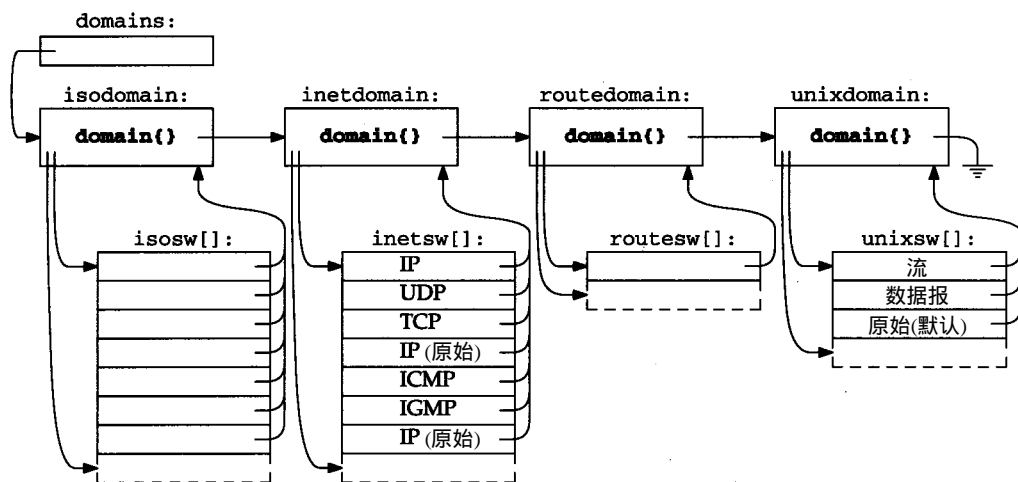 domains:
isodomain:
inetdomain:
routedomain:
unixdomain:
domain{}
domain{}
domain{}
domain{}
isosw[]:
inetsw[]:
routesw[]:
unixsw[]:
IP
UDP
TCP
IP (原始)
ICMP
IGMP
IP (原始)
流
数据报
原始(默认)